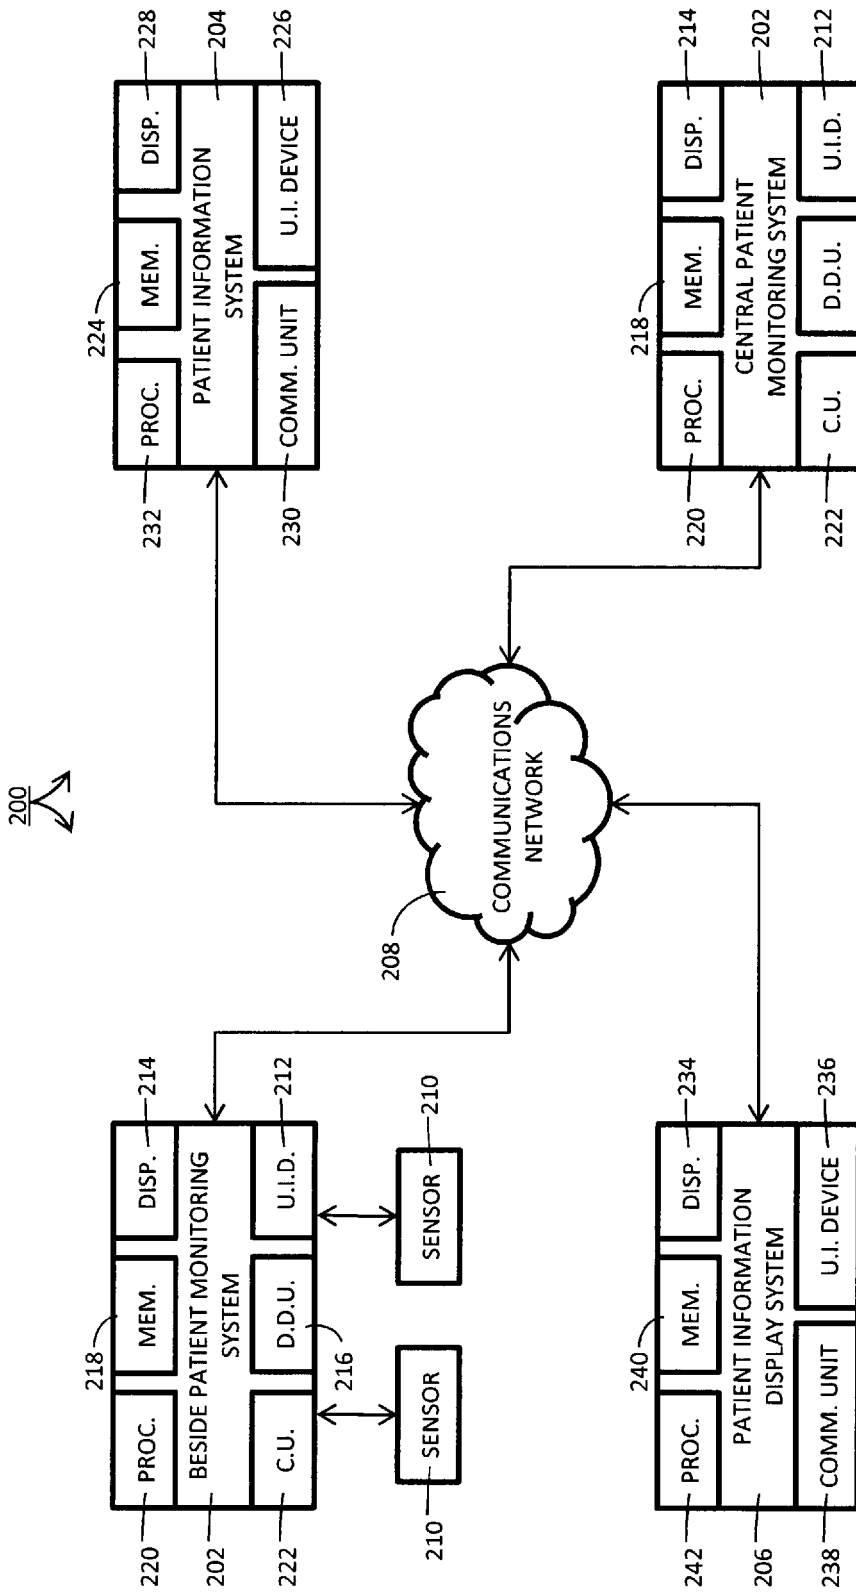 200
220
218
214
PROC.
MEM.
DISP.
202
BESIDE PATIENT MONITORING
SYSTEM
C.U.
D.D.U.
U.I.D.
222
216
212
SENSOR
SENSOR
210
210
232
224
228
PROC.
MEM.
DISP.
204
PATIENT INFORMATION
SYSTEM
COMM. UNIT
U.I. DEVICE
230
226
208
COMMUNICATIONS
NETWORK
242
240
234
PROC.
MEM.
DISP.
206
PATIENT INFORMATION
DISPLAY SYSTEM
COMM. UNIT
U.I. DEVICE
238
236
220
218
214
PROC.
MEM.
DISP.
202
CENTRAL PATIENT
MONITORING SYSTEM
C.U.
D.D.U.
U.I.D.
222
212